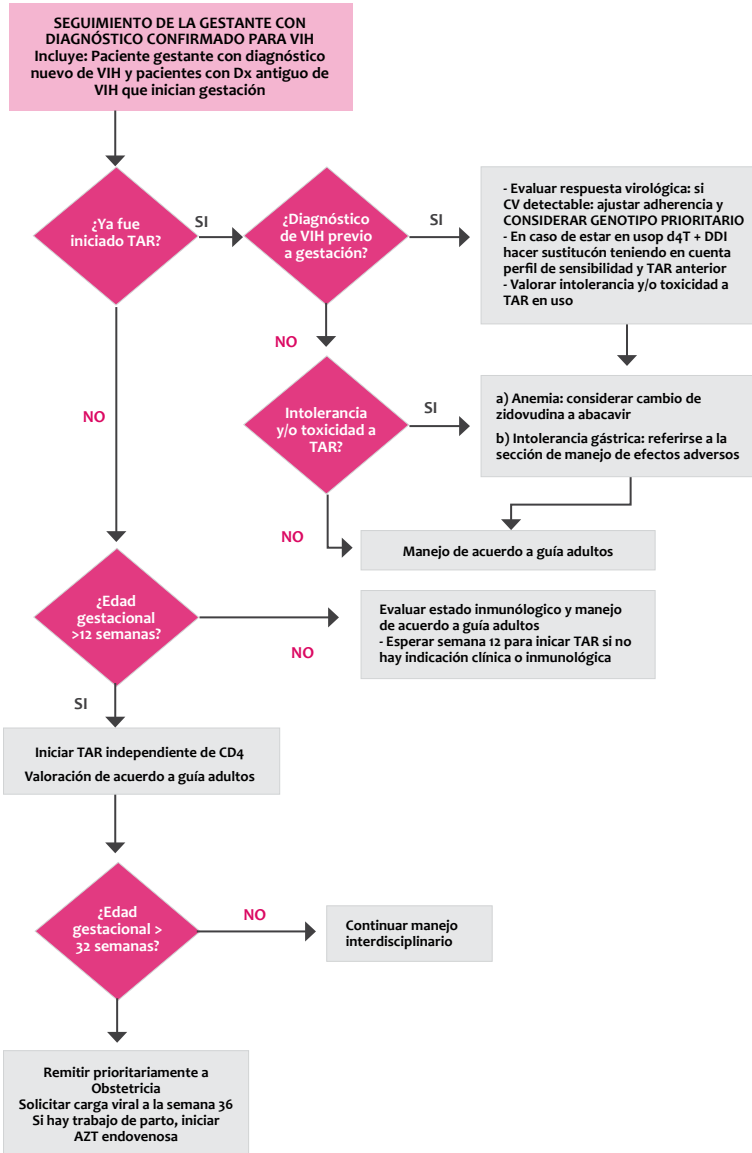 SEGUIMIENTO DE LA GESTANTE CON
DIAGNÓSTICO CONFIRMADO PARA VIH
Incluye: Paciente gestante con diagnóstico
nuevo de VIH y pacientes con Dx antiguo de
VIH que inician gestación
¿Ya fue
iniciado TAR?
SI
¿Diagnóstico
de VIH previo
a gestación?
SI
- Evaluar respuesta virológica: si
CV detectable: ajustar adherencia y
CONSIDERAR GENOTIPO PRIORITARIO
- En caso de estar en usop d4T + DDI
hacer sustitucón teniendo en cuenta
perfil de sensibilidad y TAR anterior
- Valorar intolerancia y/o toxicidad a
TAR en uso
NO
NO
Intolerancia
y/o toxicidad a
TAR?
SI
a) Anemia: considerar cambio de
zidovudina a abacavir
b) Intolerancia gástrica: referirse a la
sección de manejo de efectos adversos
NO
Manejo de acuerdo a guía adultos
¿Edad
gestacional
>12 semanas?
NO
Evaluar estado inmunólogico y manejo
de acuerdo a guía adultos
- Esperar semana 12 para inicar TAR si no
hay indicación clínica o inmunológica
SI
Iniciar TAR independiente de CD4
Valoración de acuerdo a guía adultos
¿Edad
gestacional >
32 semanas?
NO
Continuar manejo
interdisciplinario
Remitir prioritariamente a
Obstetricia
Solicitar carga viral a la semana 36
Si hay trabajo de parto, iniciar
AZT endovenosa